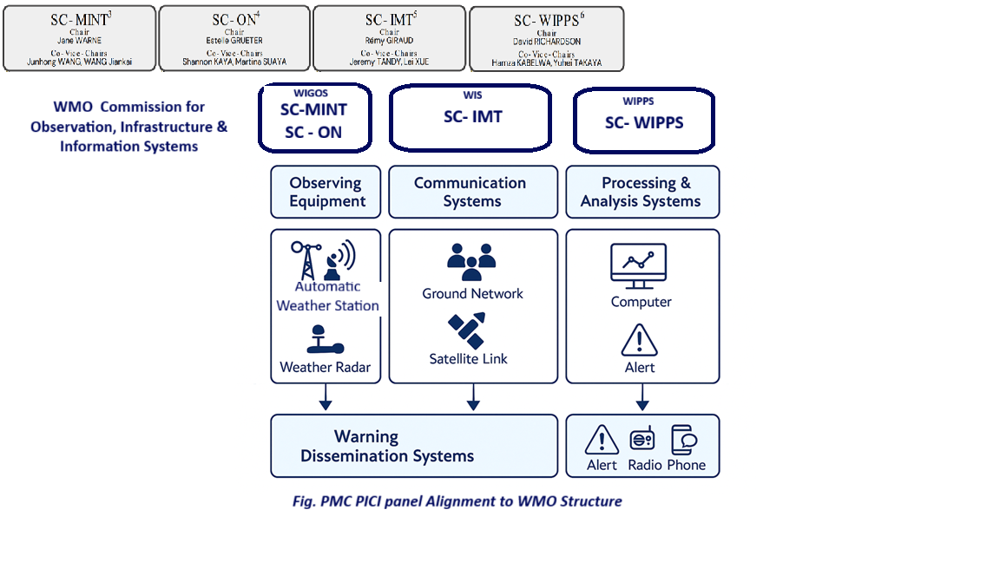 SC- MINT³
Chair
Jane WARNE
Co-Vice-Chairs
Junhong WANG, WANG Jiankai
SC- ON⁴
Chair
Estelle GRUETER
Co-Vice-Chairs
Shannon KAYA, Martina SUAYA
SC- IMT⁵
Chair
Rémy GIRAUD
Co-Vice-Chairs
Jeremy TANDY, Lei XUE
SC- WIPPS⁶
Chair
David RICHARDSON
Co-Vice-Chairs
Hamza KABELWA, Yuhei TAKAYA
WMO Commission for
Observation, Infrastructure &
Information Systems
WIGOS
SC-MINT
SC - ON
WIS
SC- IMT
WIPPS
SC- WIPPS
Observing
Equipment
Communication
Systems
Processing &
Analysis Systems
Automatic
Weather Station
Weather Radar
Ground Network
Satellite Link
Computer
Alert
Warning
Dissemination Systems
Alert Radio Phone
Fig. PMC PICI panel Alignment to WMO Structure